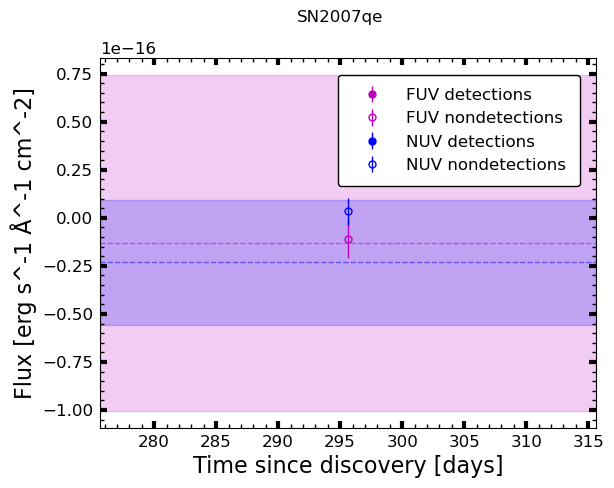 SN2007qe
1e−16
0.75
0.50
0.25
0.00
−0.25
−0.50
−0.75
−1.00
Flux [erg s^-1 Å^-1 cm^-2]
FUV detections
FUV nondetections
NUV detections
NUV nondetections
280 285 290 295 300 305 310 315
Time since discovery [days]